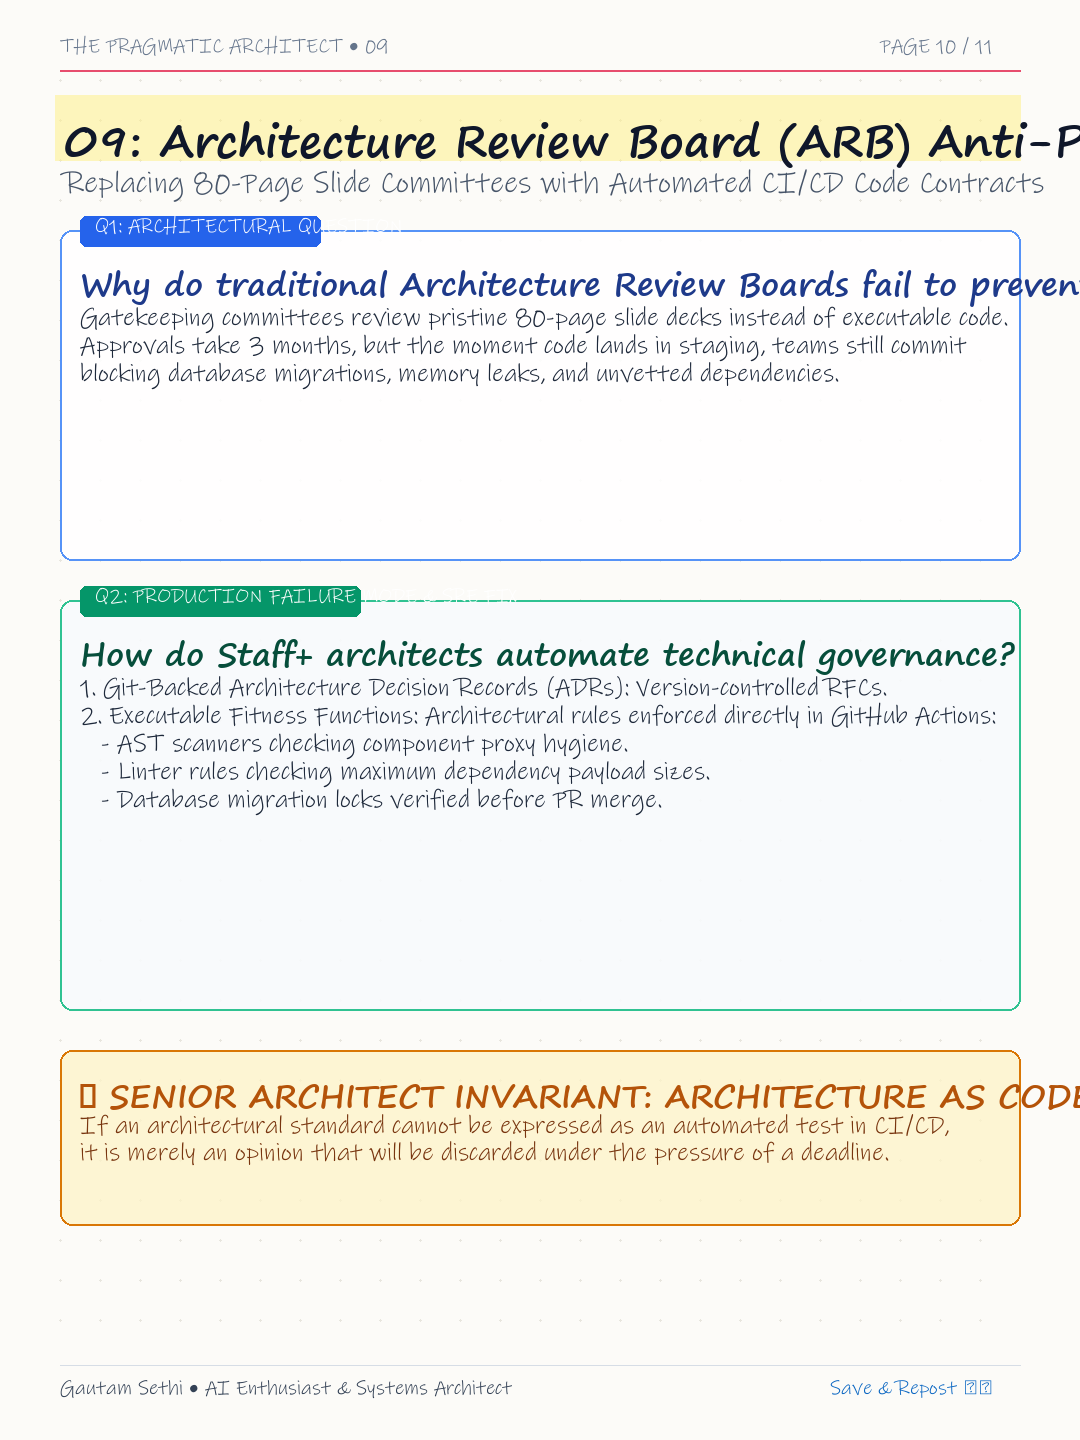 THE PRAGMATIC ARCHITECT • 09
PAGE 10 / 11
09: Architecture Review Board (ARB) Anti-P
Replacing 80-Page Slide Committees with Automated CI/CD Code Contracts
Q1: ARCHITECTURAL QUESTION
Why do traditional Architecture Review Boards fail to preven
Gatekeeping committees review pristine 80-page slide decks instead of executable code.
Approvals take 3 months, but the moment code lands in staging, teams still commit
blocking database migrations, memory leaks, and unvetted dependencies.
Q2: PRODUCTION FAILURE
How do Staff+ architects automate technical governance?
1. Git-Backed Architecture Decision Records (ADRs): Version-controlled RFCs.
2. Executable Fitness Functions: Architectural rules enforced directly in GitHub Actions:
- AST scanners checking component proxy hygiene.
- Linter rules checking maximum dependency payload sizes.
- Database migration locks verified before PR merge.
SENIOR ARCHITECT INVARIANT: ARCHITECTURE AS CODE
If an architectural standard cannot be expressed as an automated test in CI/CD,
it is merely an opinion that will be discarded under the pressure of a deadline.
Gautam Sethi • AI Enthusiast & Systems Architect
Save & Repost